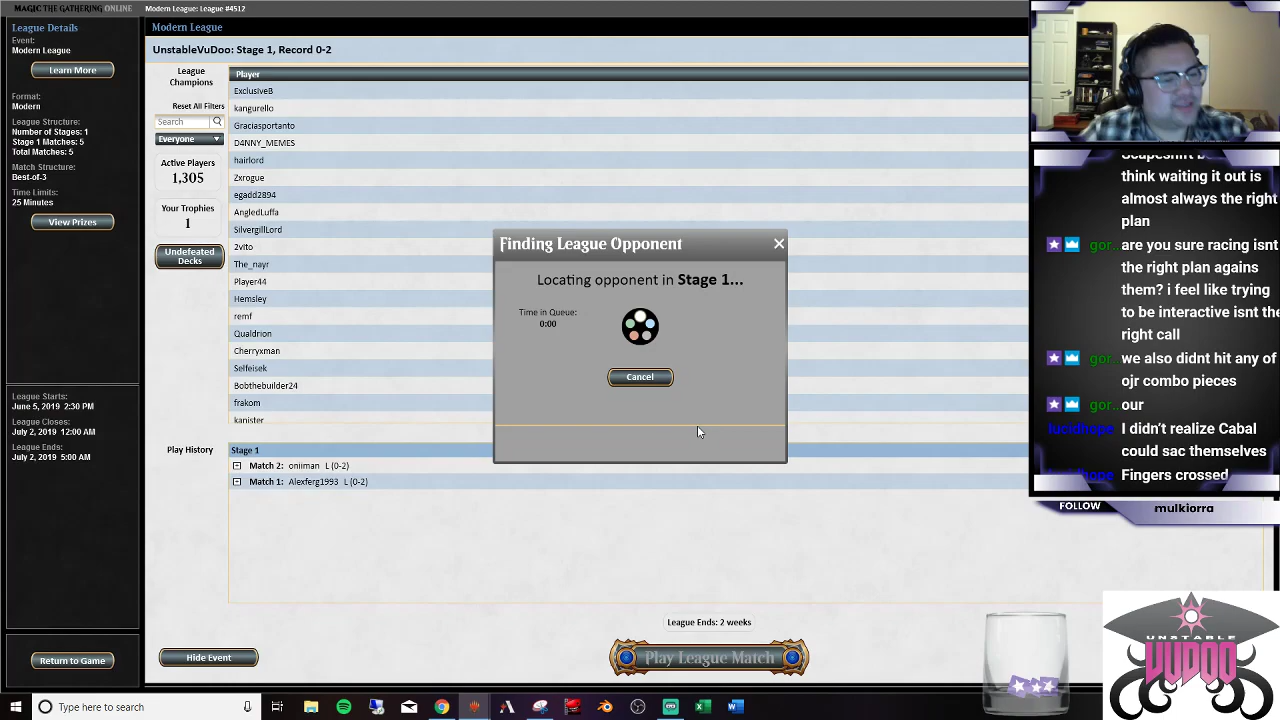 MAGIC THE GATHERING ONLINE
Modern League: League #4512
League Details
Event:
Modern League
Learn More
Format:
Modern
League Structure:
Number of Stages: 1
Stage 1 Matches: 5
Total Matches: 5
Match Structure:
Best-of-3
Time Limits:
25 Minutes
View Prizes
League Starts:
June 5, 2019 2:30 PM
League Closes:
July 2, 2019 12:00 AM
League Ends:
July 2, 2019 5:00 AM
Return to Game
Modern League
UnstableVuDoo: Stage 1, Record 0-2
League
Champions
Reset All Filters
Search
Everyone
Active Players
1,305
Your Trophies
1
Undefeated
Decks
Player
ExclusiveB
kangurello
Graciasportanto
D4NNY_MEMES
hairlord
Zxrogue
egadd2894
AngledLuffa
SilvergillLord
2vito
The_nayr
Player44
Hemsley
remf
Qualdrion
Cherryxman
Selfeisek
Bobthebuilder24
frakom
kanister
Finding League Opponent
Locating opponent in Stage 1...
Time in Queue:
0:00
Cancel
Play History
Stage 1
Match 2: oniiman L (0-2)
Match 1: Alexferg1993 L (0-2)
League Ends: 2 weeks
Hide Event
Play League Match
think waiting it out is
almost always the right
plan
gor... are you sure racing isnt
the right plan agains
them? i feel like trying
to be interactive isnt the
right call
gor... we also didnt hit any of
ojr combo pieces
gor... our
lucidhope I didn't realize Cabal
could sac themselves
lucidhope Fingers crossed
FOLLOW mulkiorra
UNSTABLE
VUDOO
Type here to search